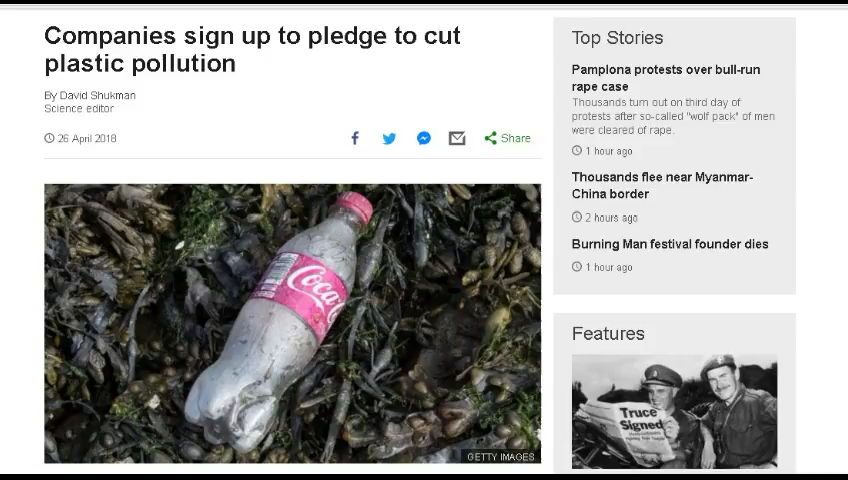 Companies sign up to pledge to cut
plastic pollution
By David Shukman
Science editor
26 April 2018
Share
Coca
GETTY IMAGES
Top Stories
Pamplona protests over bull-run
rape case
Thousands turn out on third day of
protests after so-called "wolf pack" of men
were cleared of rape.
1 hour ago
Thousands flee near Myanmar-
China border
2 hours ago
Burning Man festival founder dies
1 hour ago
Features
Truce
Signed